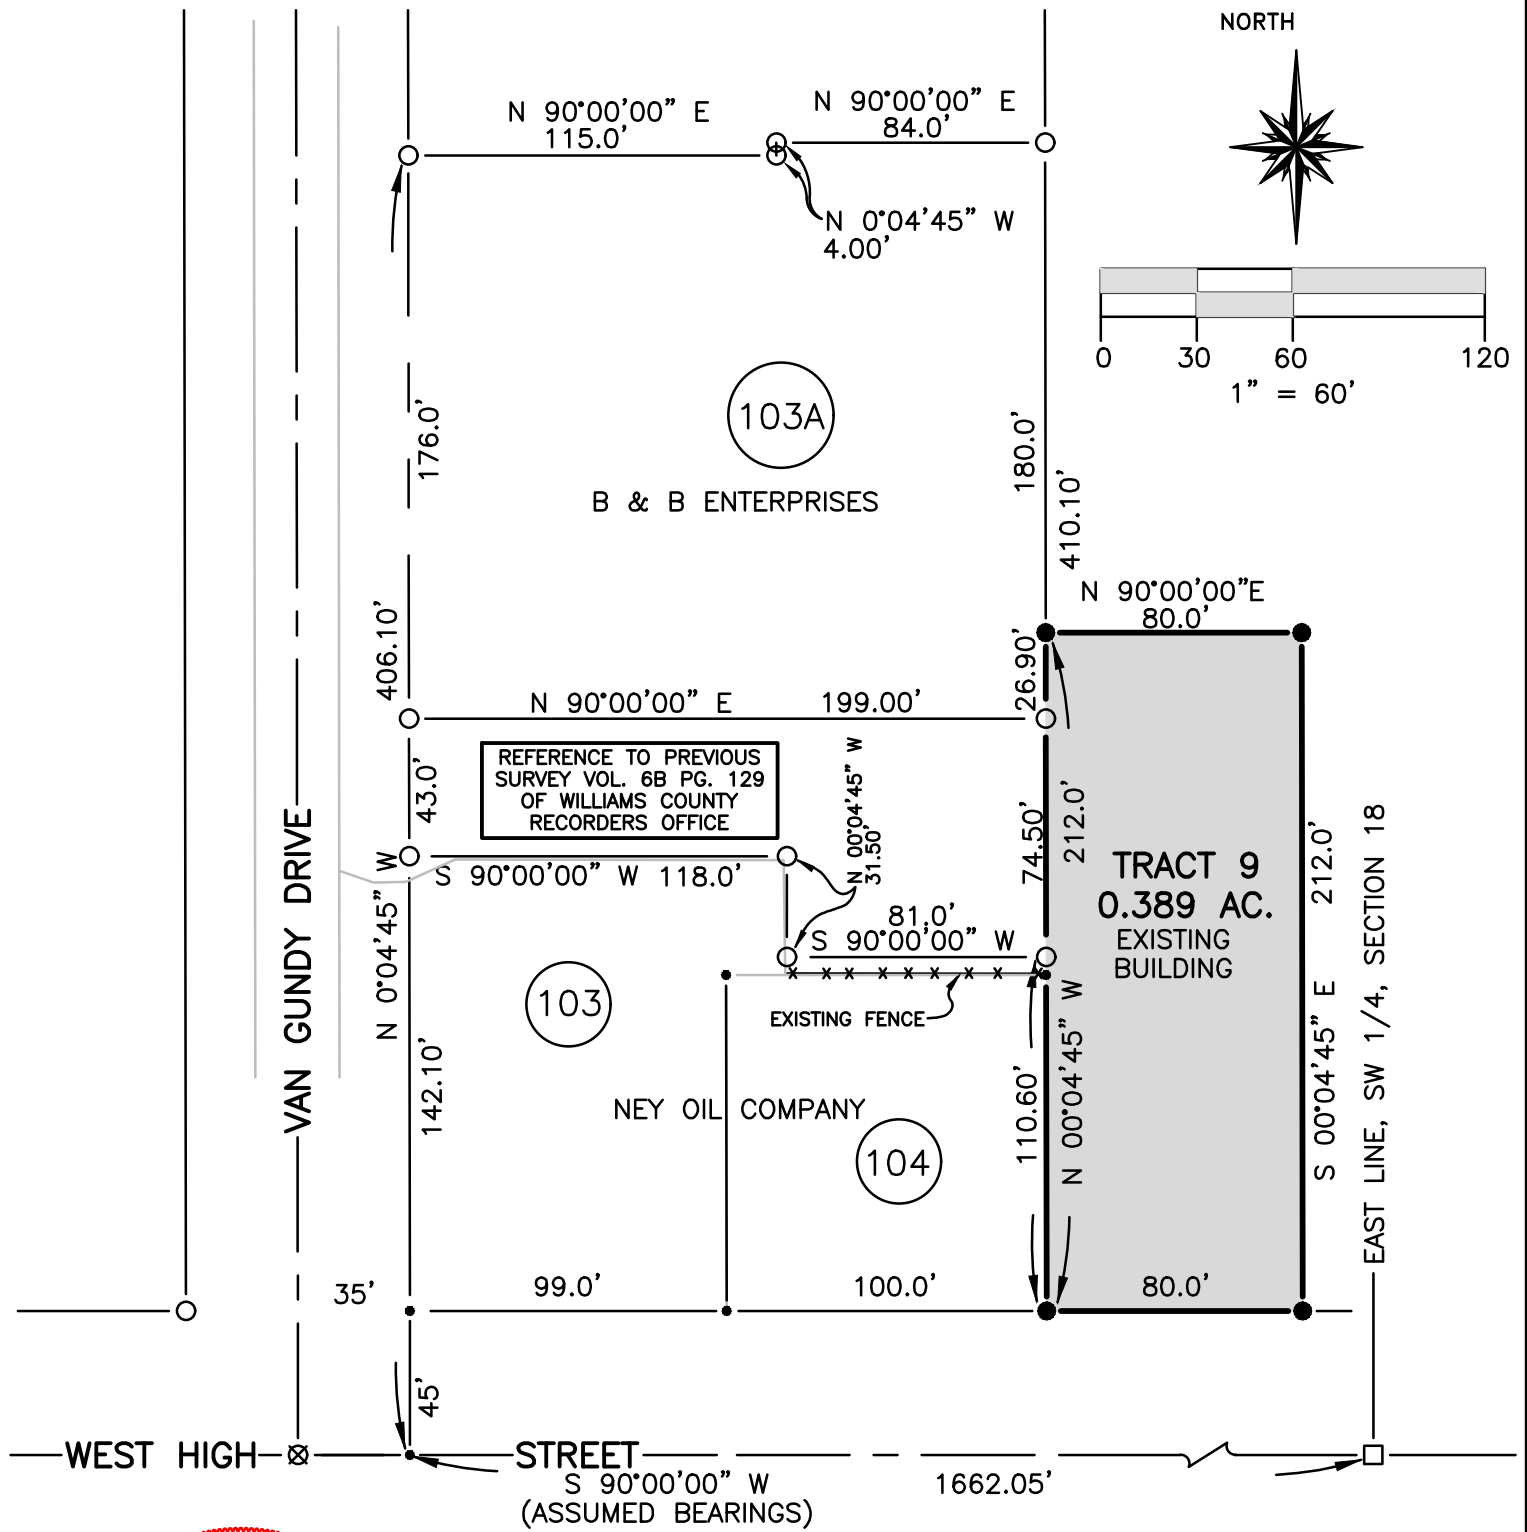 NORTH
N 90°00'00" E
115.0'
N 90°00'00" E
84.0'
N 0°04'45" W
4.00'
0 30 60 120
1" = 60'
103A
B & B ENTERPRISES
176.0'
180.0'
410.10'
N 90°00'00"E
80.0'
406.10'
26.90'
N 90°00'00" E 199.00'
REFERENCE TO PREVIOUS
SURVEY VOL. 6B PG. 129
OF WILLIAMS COUNTY
RECORDERS OFFICE
N 00°04'45" W
31.50'
43.0'
74.50'
212.0'
212.0'
S 90°00'00" W 118.0'
TRACT 9
0.389 AC.
EXISTING
BUILDING
81.0'
S 90°00'00" W
N 0°04'45" W
VAN GUNDY DRIVE
103
EXISTING FENCE
142.10'
NEY OIL COMPANY
104
110.60'
N 00°04'45" W
S 00°04'45" E
EAST LINE, SW 1/4, SECTION 18
35'
99.0'
100.0'
80.0'
45'
WEST HIGH STREET
S 90°00'00" W 1662.05'
(ASSUMED BEARINGS)